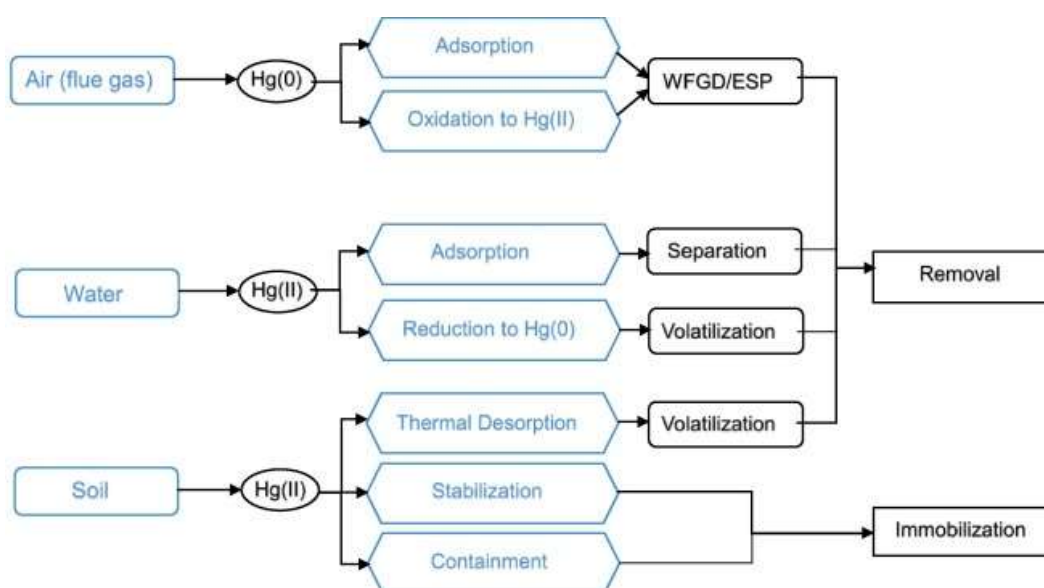 Air (flue gas)
Hg(0)
Adsorption
Oxidation to Hg(II)
WFGD/ESP
Water
Hg(II)
Adsorption
Reduction to Hg(0)
Separation
Volatilization
Removal
Soil
Hg(II)
Thermal Desorption
Stabilization
Containment
Volatilization
Immobilization